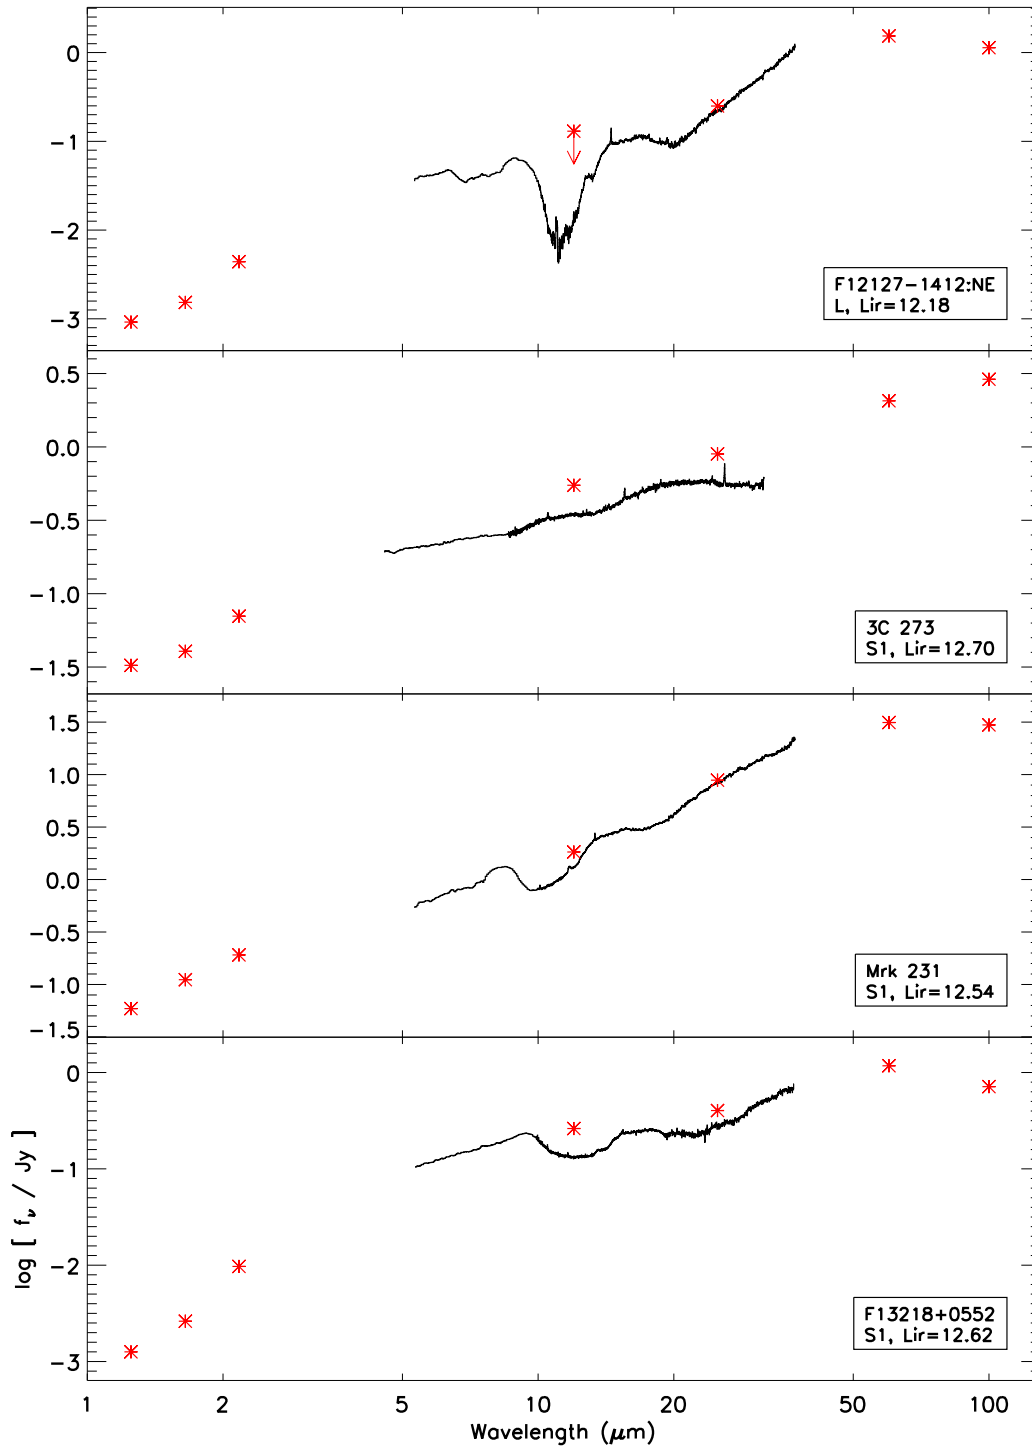 0
−1
−2
−3
F12127−1412:NE
L, Lir=12.18
0.5
0.0
−0.5
−1.0
−1.5
3C 273
S1, Lir=12.70
1.5
1.0
0.5
0.0
−0.5
−1.0
−1.5
Mrk 231
S1, Lir=12.54
0
−1
−2
−3
log [ fν / Jy ]
F13218+0552
S1, Lir=12.62
1 2 5 10 20 50 100
Wavelength (μm)